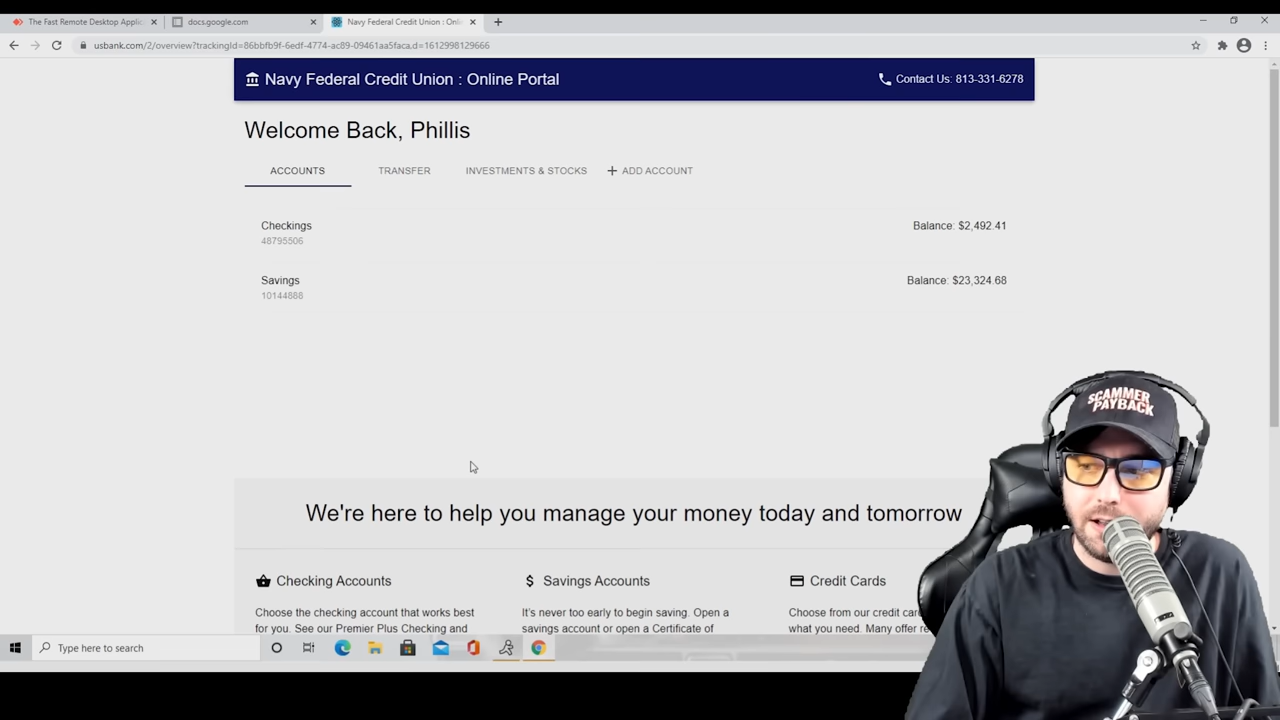 The Fast Remote Desktop Applic
docs.google.com
Navy Federal Credit Union : Onli
usbank.com/2/overview?trackingId=86bbfb9f-6edf-4774-ac89-09461aa5faca.d=1612998129666
Navy Federal Credit Union : Online Portal
Contact Us: 813-331-6278
Welcome Back, Phillis
ACCOUNTS
TRANSFER
INVESTMENTS & STOCKS
+ ADD ACCOUNT
Checkings
Balance: $2,492.41
48795506
Savings
Balance: $23,324.68
10144888
SCAMMER
PAYBACK
We're here to help you manage your money today and tomorrow
Checking Accounts
$ Savings Accounts
Credit Cards
Choose the checking account that works best
for you. See our Premier Plus Checking and
It's never too early to begin saving. Open a
savings account or open a Certificate of
Choose from our credit
what you need. Many offer
Type here to search